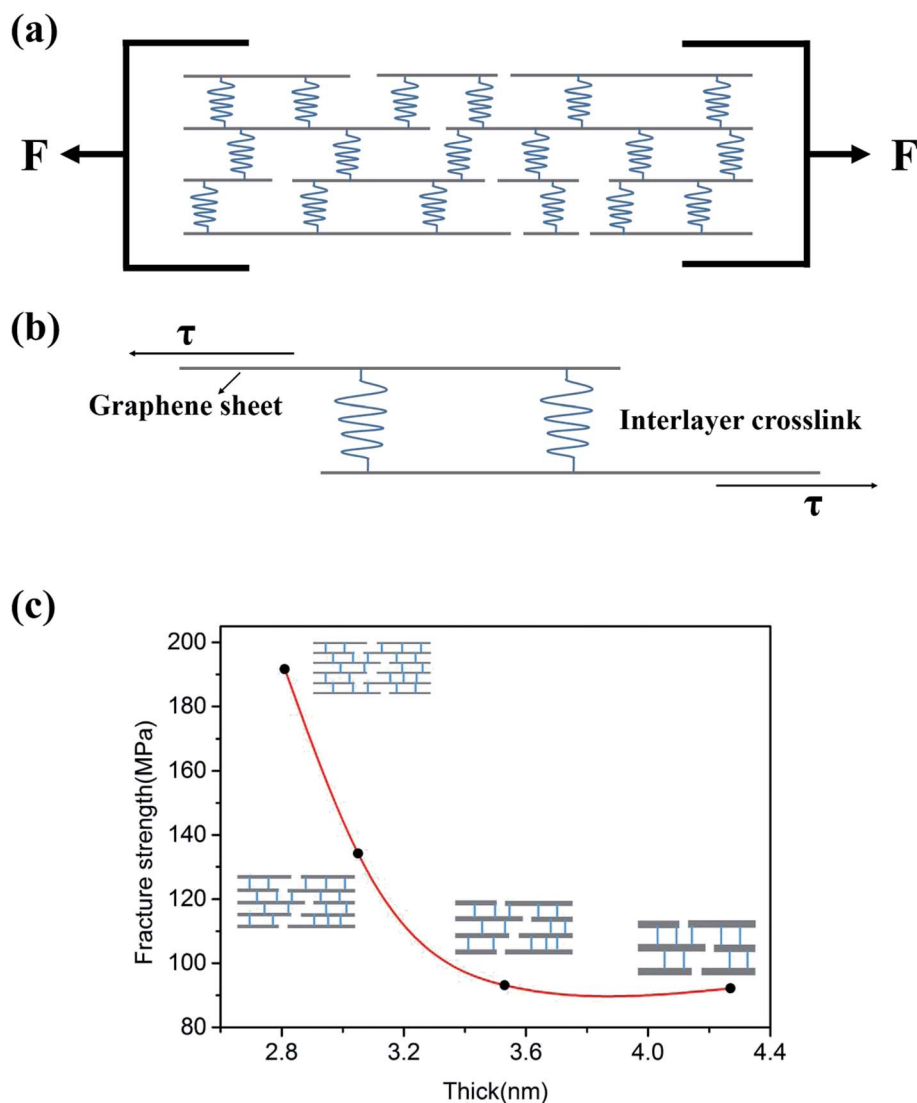 (a)
F
F
(b)
τ
Graphene sheet
Interlayer crosslink
τ
(c)
200
180
160
140
120
100
80
Fracture strength(MPa)
2.8 3.2 3.6 4.0 4.4
Thick(nm)